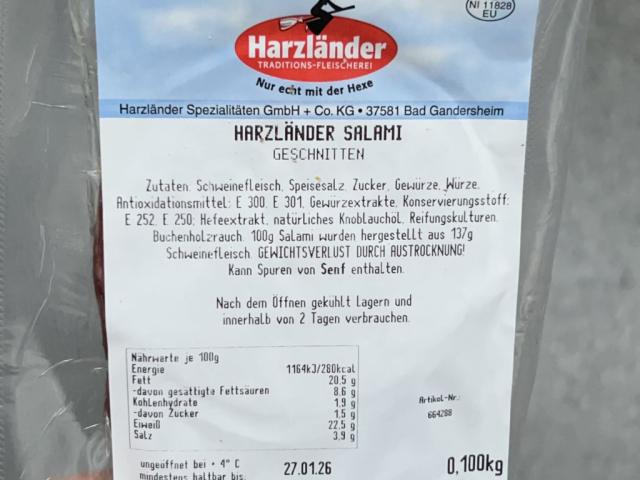 NI 11828
EU
Harzländer
TRADITIONS-FLEISCHEREI
Nur echt mit der Hexe
Harzländer Spezialitäten GmbH + Co. KG • 37581 Bad Gandersheim
HARZLÄNDER SALAMI
GESCHNITTEN
Zutaten: Schweinefleisch, Speisesalz, Zucker, Gewürze, Würze,
Antioxidationsmittel: E 300, E 301, Gewürzextrakte, Konservierungsstoff:
E 252, E 250; Hefeextrakt, natürliches Knoblauchöl, Reifungskulturen,
Buchenholzrauch. 100g Salami wurden hergestellt aus 137g
Schweinefleisch. GEWICHTSVERLUST DURCH AUSTROCKNUNG!
Kann Spuren von Senf enthalten.
Nach dem Öffnen gekühlt Lagern und
innerhalb von 2 Tagen verbrauchen.
Nährwerte je 100g
Energie 1164kJ/280kcal
Fett 20,5 g
-davon gesättigte Fettsäuren 8,6 g
Kohlenhydrate 1,9 g
-davon Zucker 1,5 g
Eiweiß 22,5 g
Salz 3,9 g
Artikel-Nr.:
664288
ungeöffnet bei + 4° C
mindestens haltbar bis:
27.01.26
0,100kg